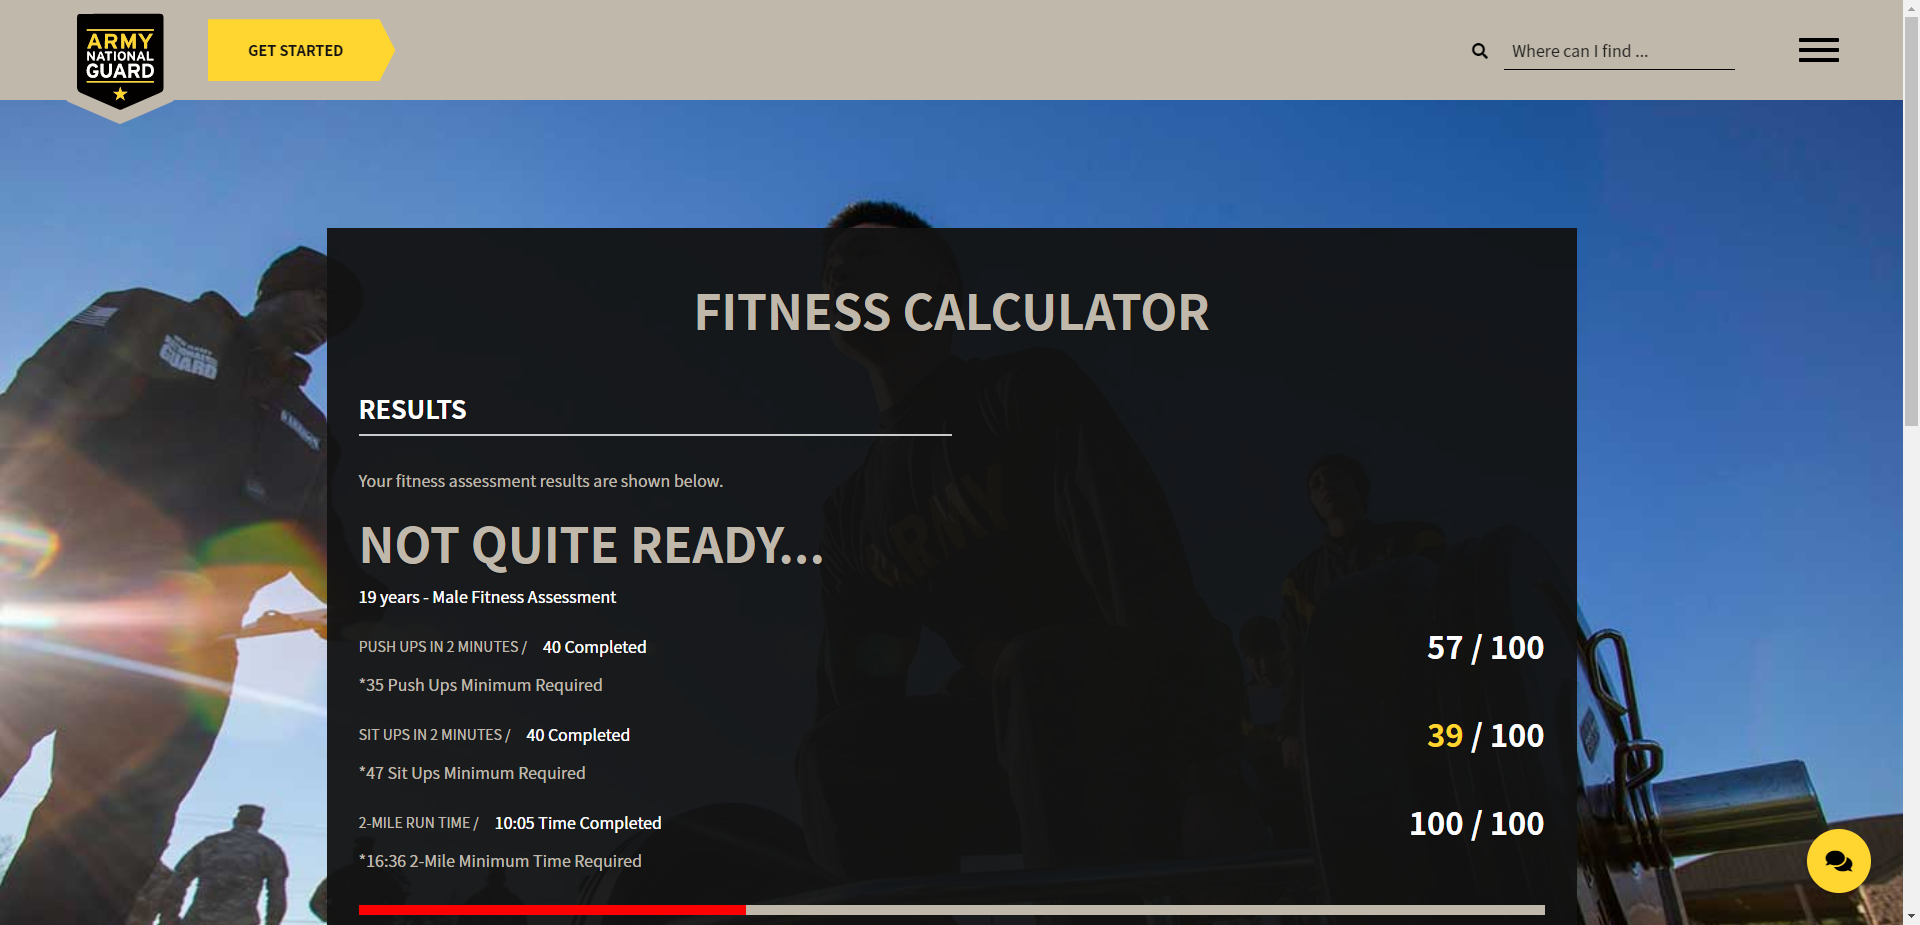 ARMY
NATIONAL
GUARD
GET STARTED
Where can I find ...
GUARD
FITNESS CALCULATOR
RESULTS
Your fitness assessment results are shown below.
ARMY
NOT QUITE READY...
19 years - Male Fitness Assessment
PUSH UPS IN 2 MINUTES / 40 Completed 57 / 100
*35 Push Ups Minimum Required
SIT UPS IN 2 MINUTES / 40 Completed 39 / 100
*47 Sit Ups Minimum Required
2-MILE RUN TIME / 10:05 Time Completed 100 / 100
*16:36 2-Mile Minimum Time Required